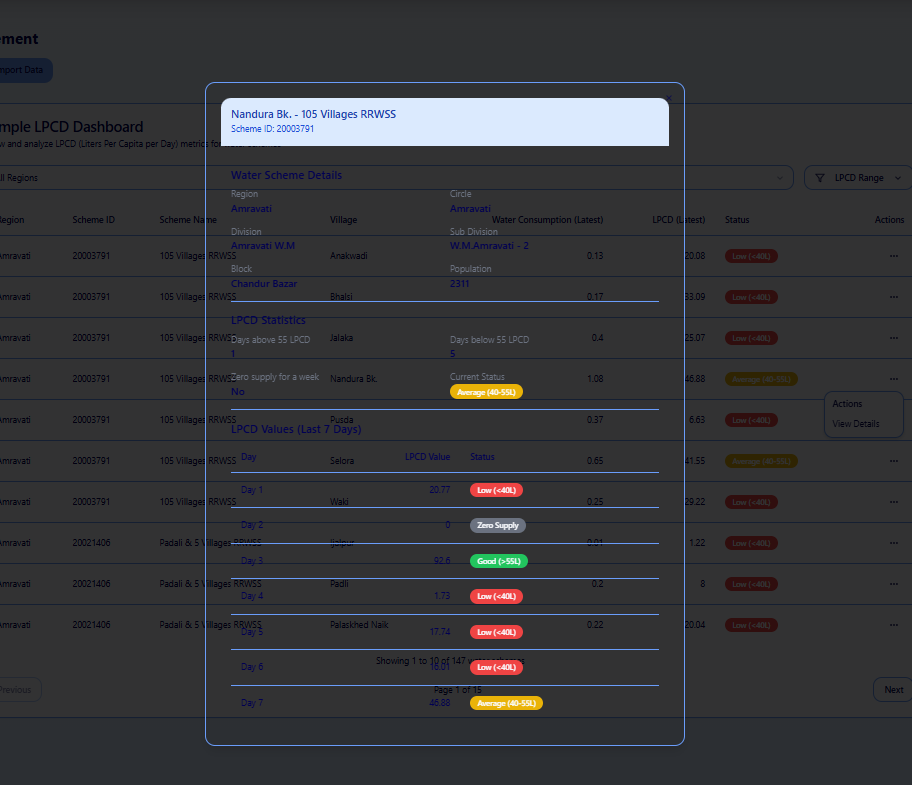 ement
mport Data
mple LPCD Dashboard
w and analyze LPCD (Liters Per Capita per Day) metrics for
ll Regions
LPCD Range
egion Scheme ID Scheme Name Village Water Consumption (Latest) LPCD (Latest) Status Actions
Amravati 20003791 105 Villages RRWSS Anakwadi 0.13 20.08 Low (<40L) ...
Amravati 20003791 105 Villages RRWSS Bhalsi 0.17 33.09 Low (<40L) ...
Amravati 20003791 105 Villages RRWSS Jalaka 0.4 25.07 Low (<40L) ...
Amravati 20003791 105 Villages RRWSS Nandura Bk. 1.08 46.88 Average (40-55L) ...
Amravati 20003791 105 Villages RRWSS Pusda 0.37 6.63 Low (<40L)
Amravati 20003791 105 Villages RRWSS Selora 0.65 41.55 Average (40-55L) ...
Amravati 20003791 105 Villages RRWSS Waki 0.25 29.22 Low (<40L) ...
Amravati 20021406 Padali & 5 Villages RRWSS Ijalpur 0.01 1.22 Low (<40L) ...
Amravati 20021406 Padali & 5 Villages RRWSS Padli 0.2 8 Low (<40L) ...
Amravati 20021406 Padali & 5 Villages RRWSS Palaskhed Naik 0.22 20.04 Low (<40L) ...
Actions
View Details
Showing 1 to 10 of 147 water schemes
Previous
Page 1 of 15
Next
Nandura Bk. - 105 Villages RRWSS
Scheme ID: 20003791
×
Water Scheme Details
Region Circle
Amravati Amravati
Division Sub Division
Amravati W.M W.M.Amravati - 2
Block Population
Chandur Bazar 2311
LPCD Statistics
Days above 55 LPCD Days below 55 LPCD
1 5
Zero supply for a week Current Status
No Average (40-55L)
LPCD Values (Last 7 Days)
Day LPCD Value Status
Day 1 20.77 Low (<40L)
Day 2 0 Zero Supply
Day 3 92.6 Good (>55L)
Day 4 1.73 Low (<40L)
Day 5 17.74 Low (<40L)
Day 6 16.01 Low (<40L)
Day 7 46.88 Average (40-55L)